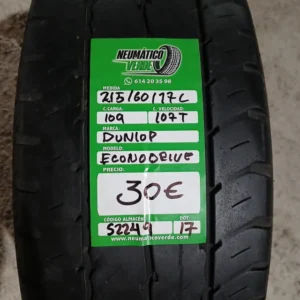 NEUMÁTICO
VERDE
614 20 35 98
MEDIDA
215/60/17C
C.CARGA: C. VELOCIDAD:
109 107T
MARCA:
DUNLOP
MODELO:
ECONODRIVE
PRECIO:
30€
CÓDIGO ALMACÉN DOT
S2249 17
www.neumaticoverde.com